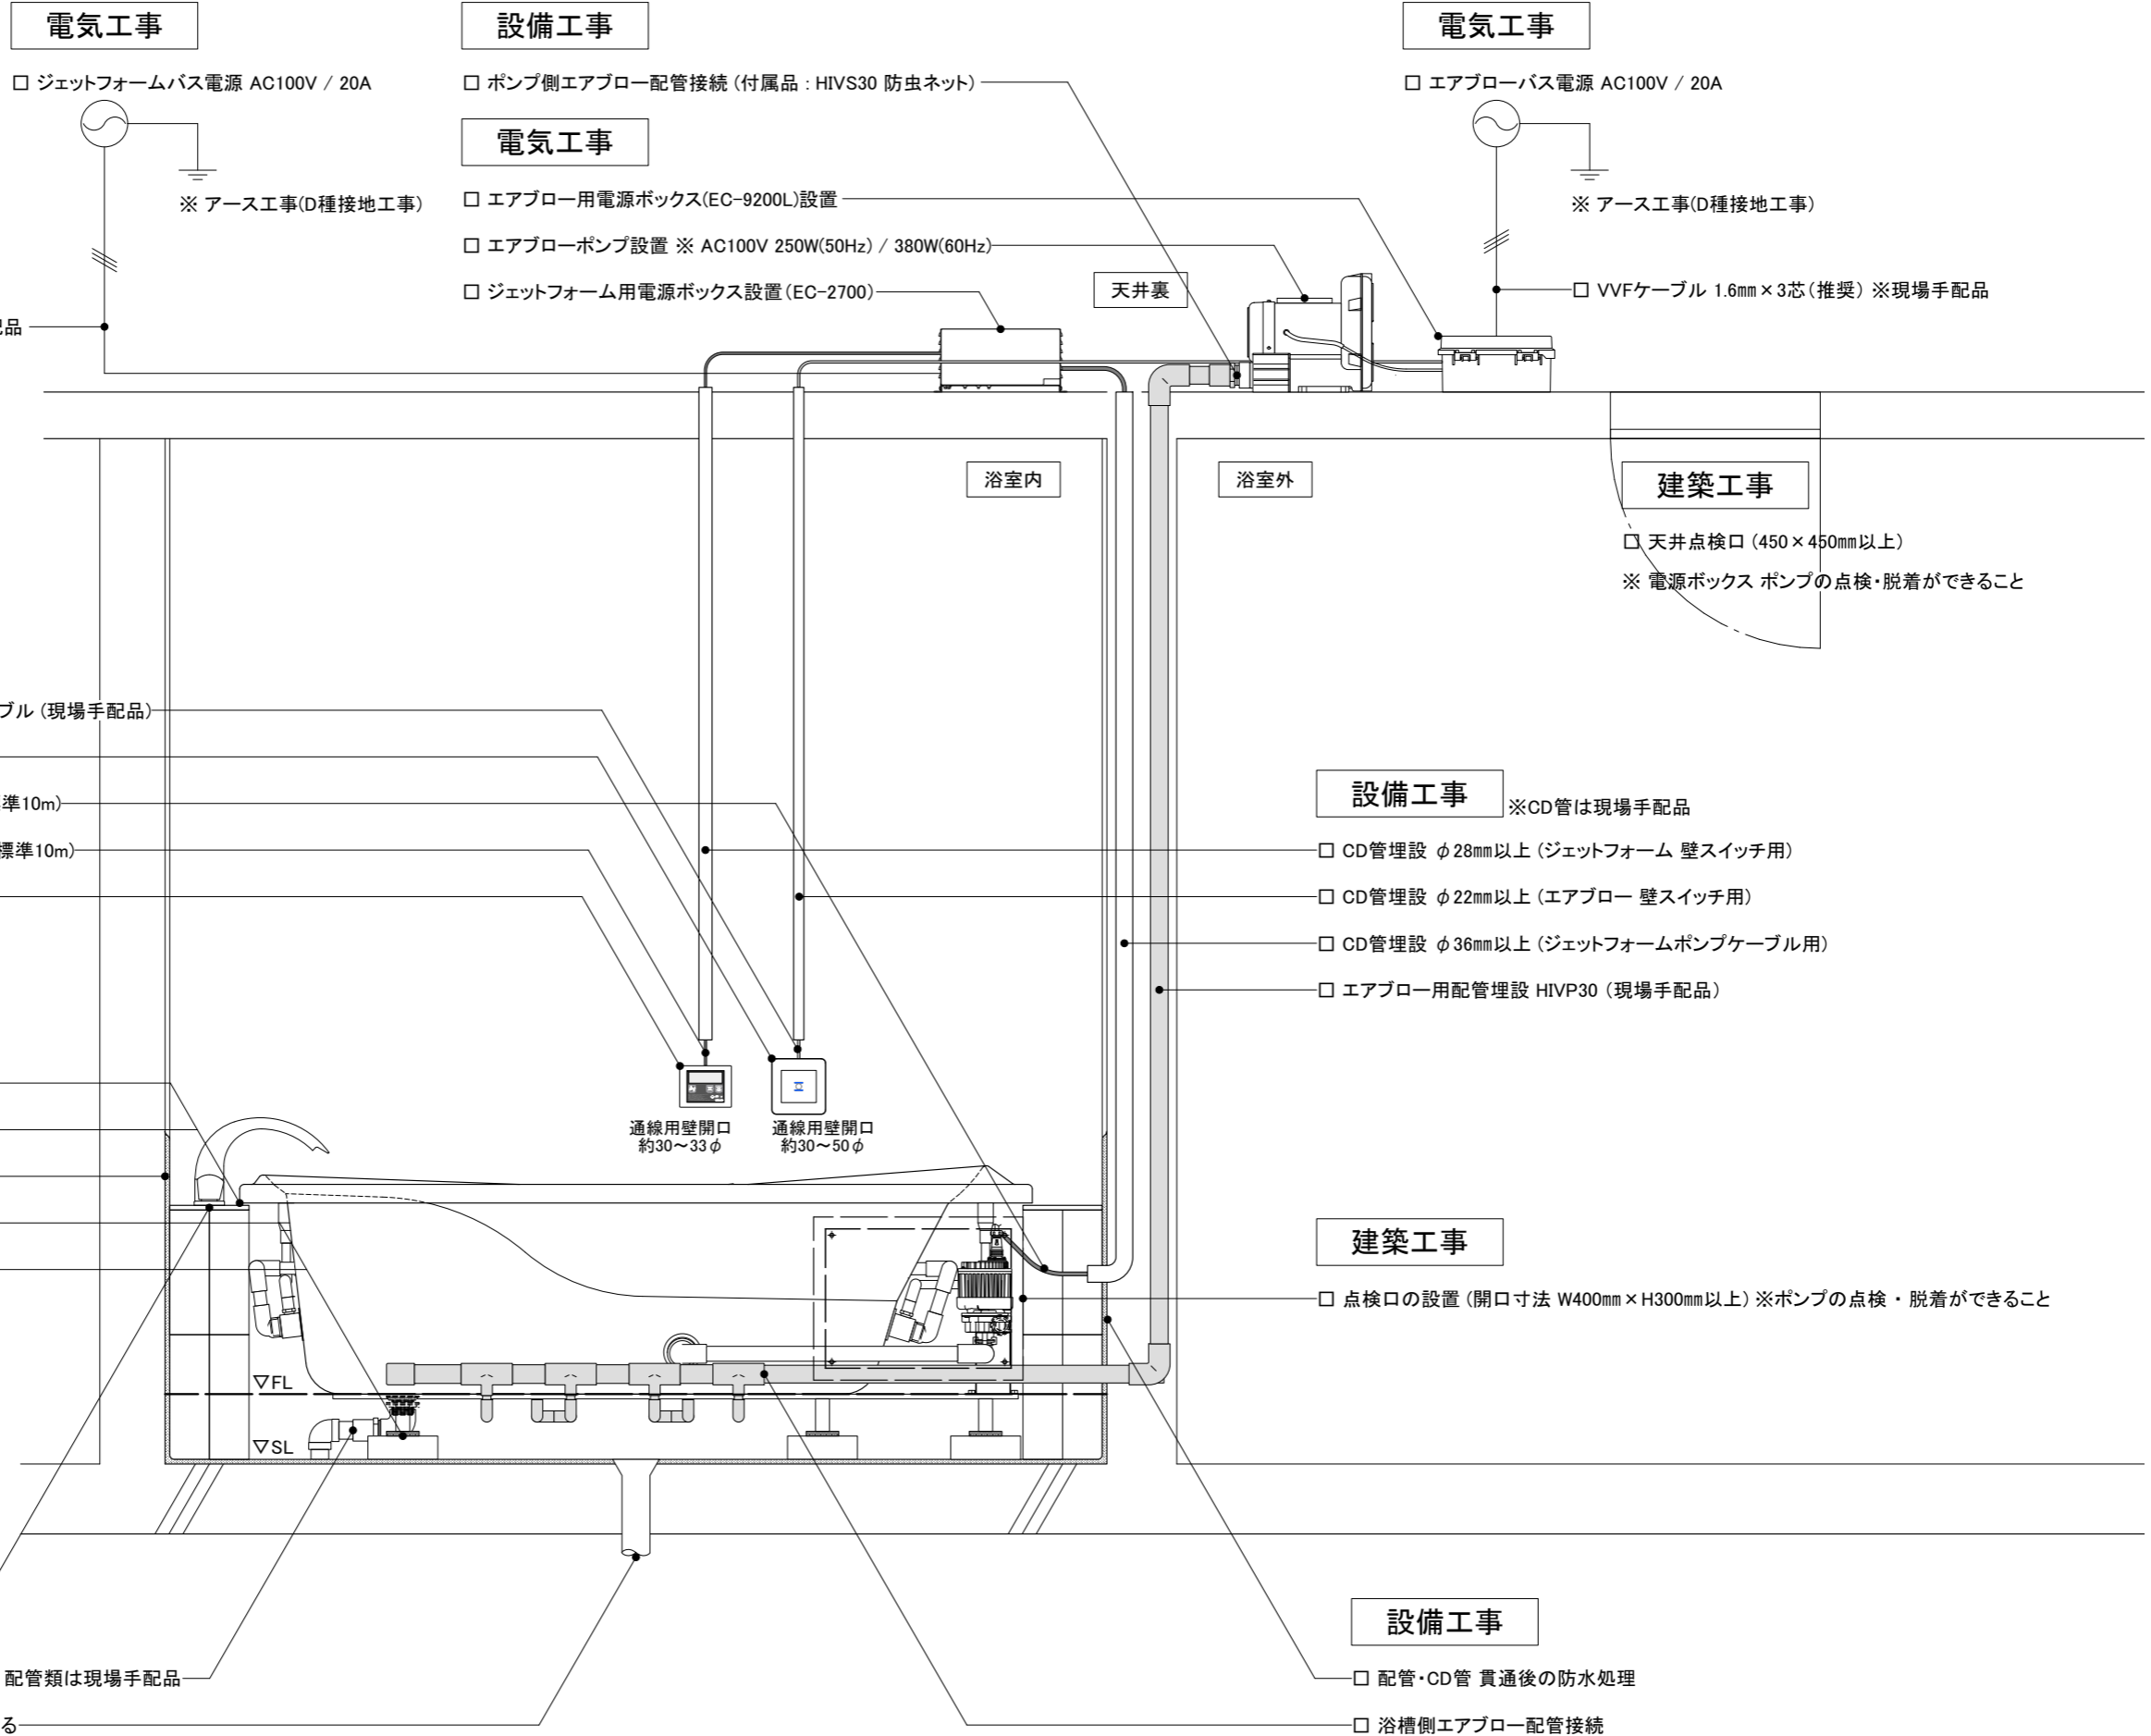 電気工事
□ ジェットフォームバス電源 AC100V / 20A
※ アース工事(D種接地工事)
設備工事
□ ポンプ側エアブロー配管接続 (付属品 : HIVS30 防虫ネット)
電気工事
□ エアブロー用電源ボックス(EC-9200L)設置
□ エアブローポンプ設置 ※ AC100V 250W(50Hz) / 380W(60Hz)
□ ジェットフォーム用電源ボックス設置(EC-2700)
電気工事
□ エアブローバス電源 AC100V / 20A
※ アース工事(D種接地工事)
□ VVFケーブル 1.6mm×3芯(推奨) ※現場手配品
天井裏
配品
浴室内
浴室外
建築工事
□ 天井点検口 (450×450mm以上)
※ 電源ボックス ポンプの点検・脱着ができること
ブル (現場手配品)
準10m)
標準10m)
設備工事
※CD管は現場手配品
□ CD管埋設 φ28mm以上 (ジェットフォーム 壁スイッチ用)
□ CD管埋設 φ22mm以上 (エアブロー 壁スイッチ用)
□ CD管埋設 φ36mm以上 (ジェットフォームポンプケーブル用)
□ エアブロー用配管埋設 HIVP30 (現場手配品)
通線用壁開口
約30~33φ
通線用壁開口
約30~50φ
建築工事
□ 点検口の設置 (開口寸法 W400mm×H300mm以上) ※ポンプの点検・脱着ができること
▽FL
▽SL
設備工事
□ 配管・CD管 貫通後の防水処理
□ 浴槽側エアブロー配管接続
配管類は現場手配品
る